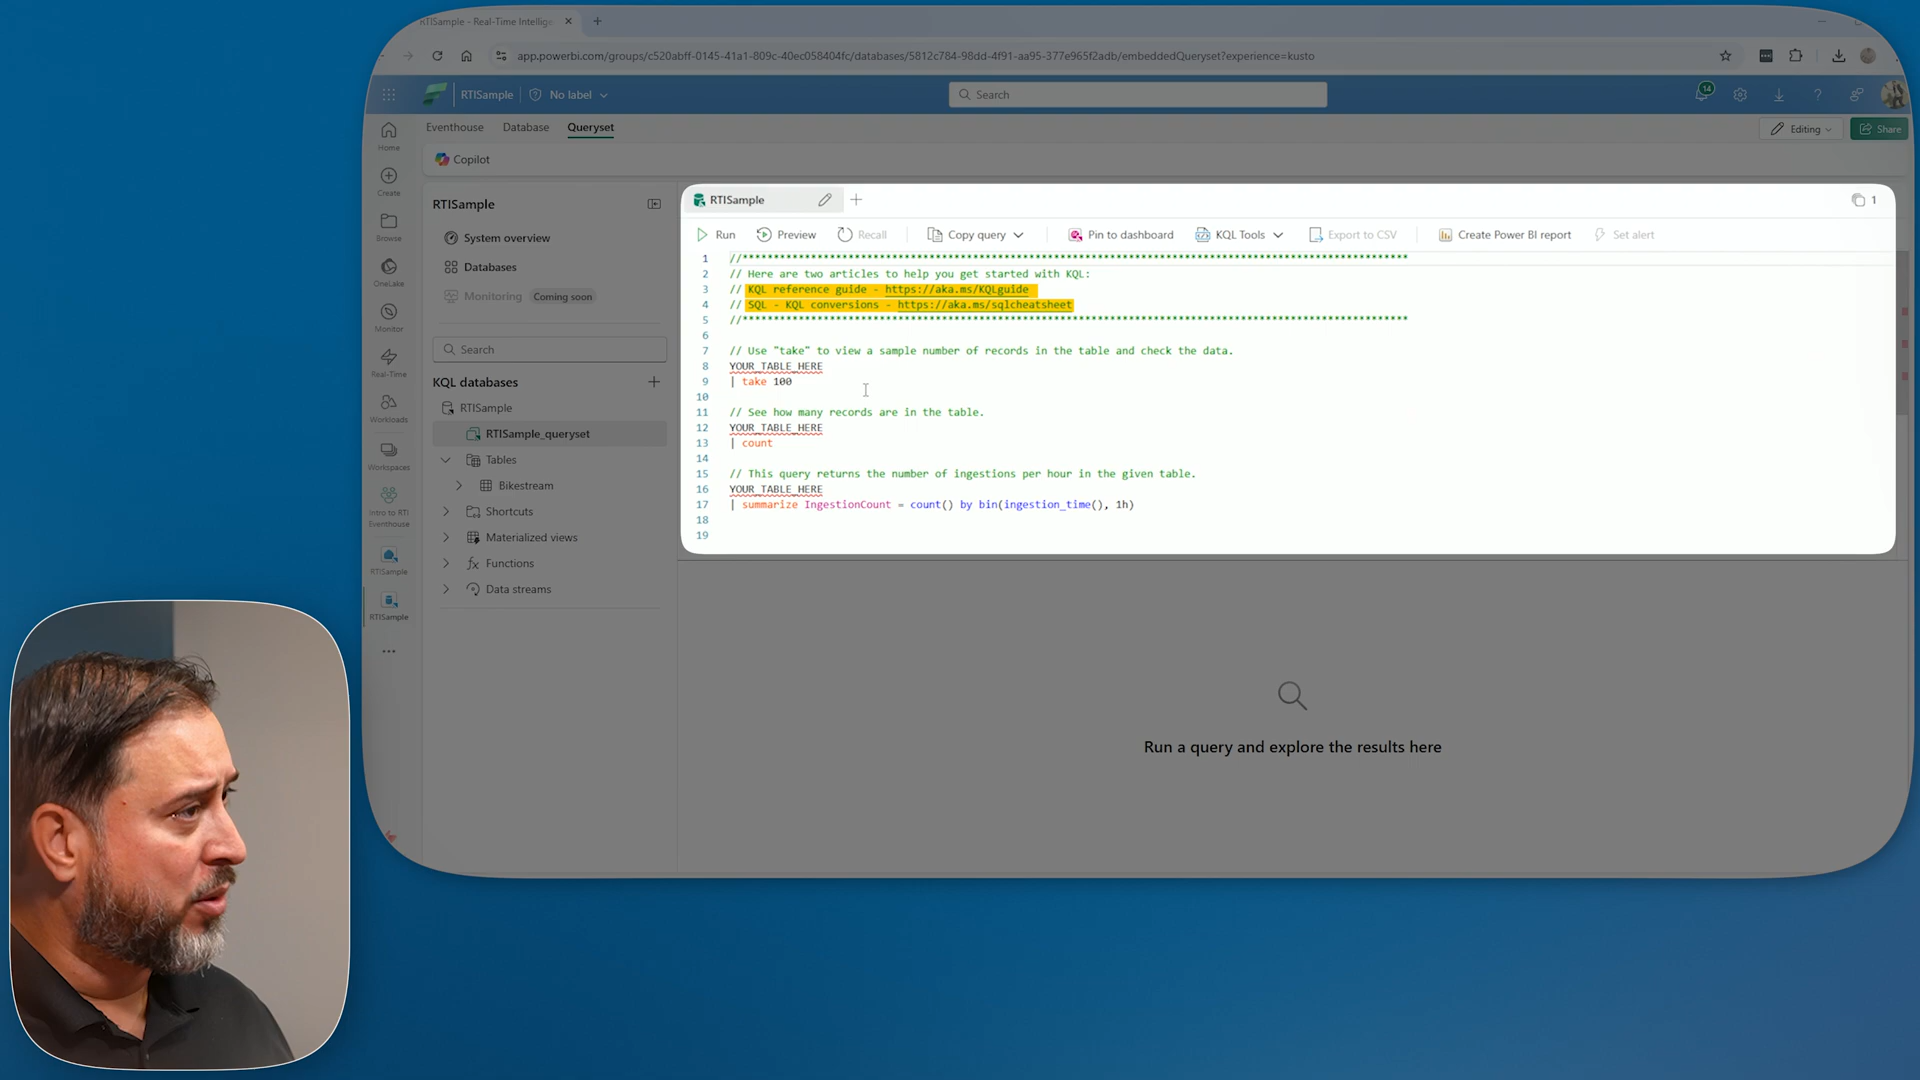 RTISample - Real-Time Intellige
app.powerbi.com/groups/c520abff-0145-41a1-809c-40ec058404fc/databases/5812c784-98dd-4f91-aa95-377e965f2adb/embeddedQueryset?experience=kusto
RTISample
No label
Search
14
Eventhouse
Database
Queryset
Editing
Share
Copilot
Home
Create
Browse
OneLake
Monitor
Real-Time
Workloads
Workspaces
Intro to RTI
Eventhouse
RTISample
RTISample
RTISample
System overview
Databases
Monitoring
Coming soon
Search
KQL databases
RTISample
RTISample_queryset
Tables
Bikestream
Shortcuts
Materialized views
Functions
Data streams
RTISample
1
Run
Preview
Recall
Copy query
Pin to dashboard
KQL Tools
Export to CSV
Create Power BI report
Set alert
2 // Here are two articles to help you get started with KQL:
3 // KQL reference guide - https://aka.ms/KQLguide
4 // SQL - KQL conversions - https://aka.ms/sqlcheatsheet
6
7 // Use "take" to view a sample number of records in the table and check the data.
8 YOUR_TABLE_HERE
9 | take 100
10
11 // See how many records are in the table.
12 YOUR_TABLE_HERE
13 | count
14
15 // This query returns the number of ingestions per hour in the given table.
16 YOUR_TABLE_HERE
17 | summarize IngestionCount = count() by bin(ingestion_time(), 1h)
18
19
Run a query and explore the results here